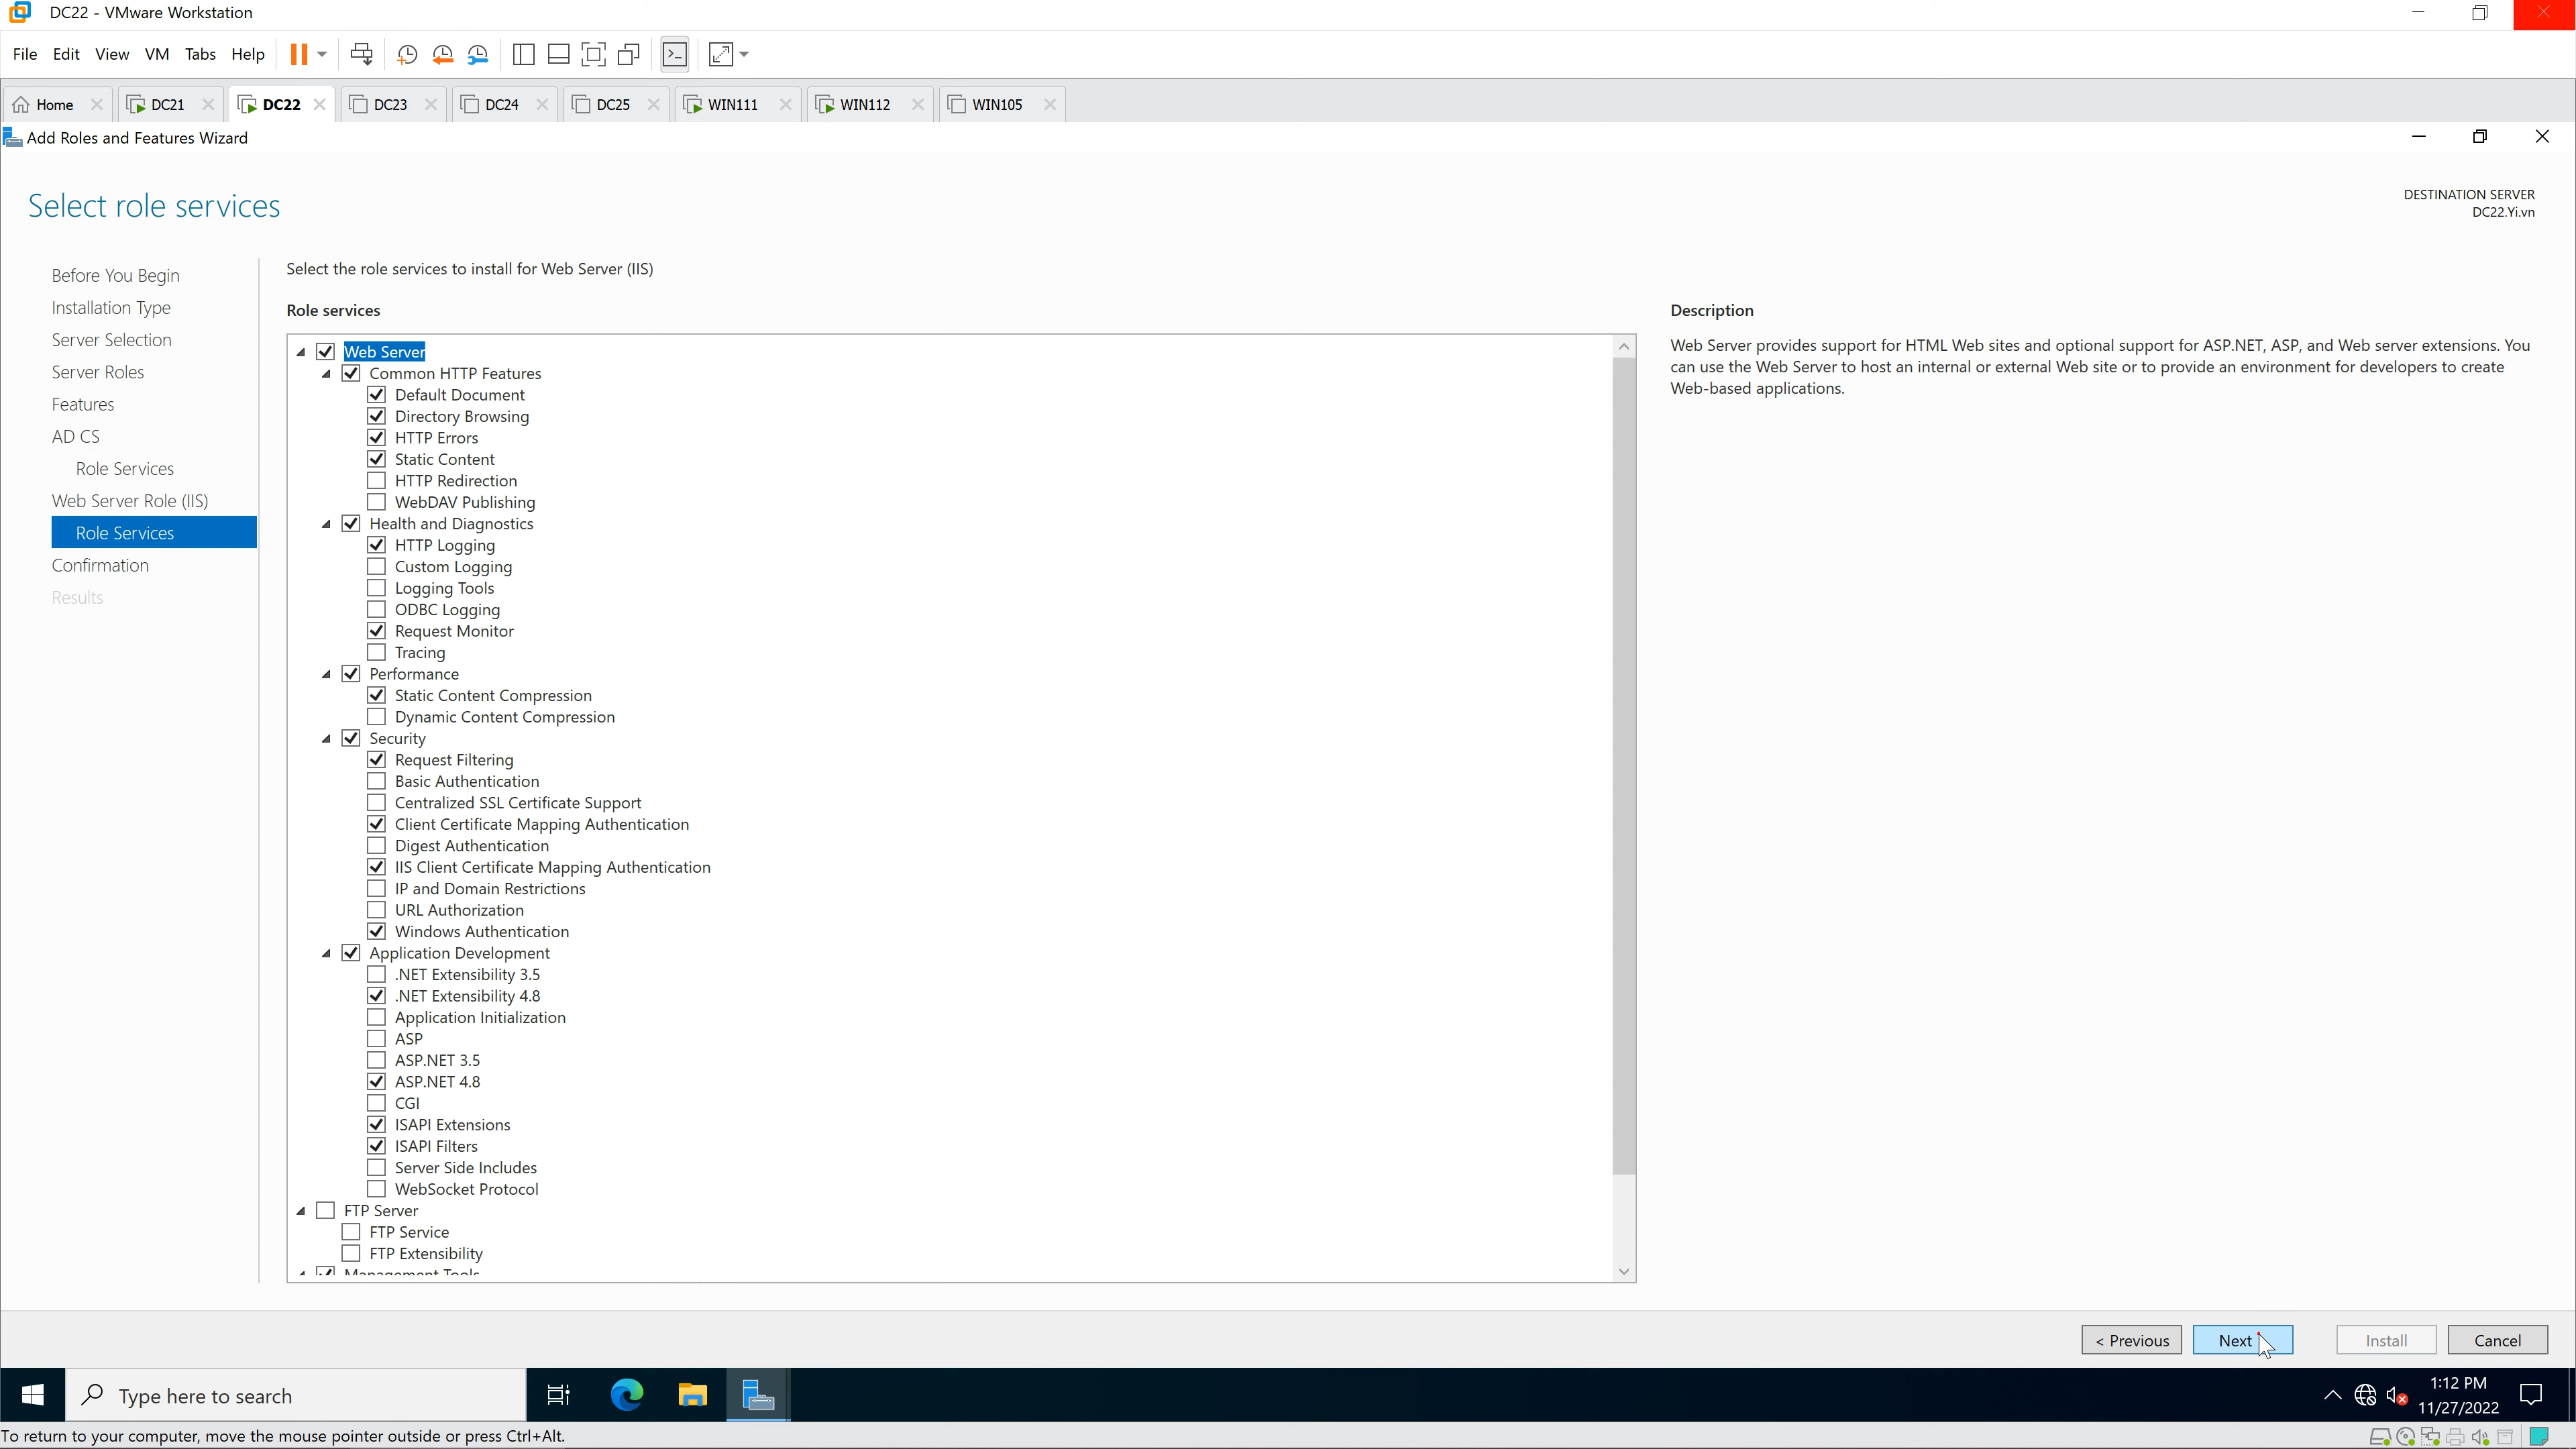 DC22 - VMware Workstation
File Edit View VM Tabs Help
Home DC21 DC22 DC23 DC24 DC25 WIN111 WIN112 WIN105
Add Roles and Features Wizard
Select role services
DESTINATION SERVER
DC22.Yi.vn
Before You Begin
Installation Type
Server Selection
Server Roles
Features
AD CS
Role Services
Web Server Role (IIS)
Role Services
Confirmation
Results
Select the role services to install for Web Server (IIS)
Role services
Web Server
Common HTTP Features
Default Document
Directory Browsing
HTTP Errors
Static Content
HTTP Redirection
WebDAV Publishing
Health and Diagnostics
HTTP Logging
Custom Logging
Logging Tools
ODBC Logging
Request Monitor
Tracing
Performance
Static Content Compression
Dynamic Content Compression
Security
Request Filtering
Basic Authentication
Centralized SSL Certificate Support
Client Certificate Mapping Authentication
Digest Authentication
IIS Client Certificate Mapping Authentication
IP and Domain Restrictions
URL Authorization
Windows Authentication
Application Development
.NET Extensibility 3.5
.NET Extensibility 4.8
Application Initialization
ASP
ASP.NET 3.5
ASP.NET 4.8
CGI
ISAPI Extensions
ISAPI Filters
Server Side Includes
WebSocket Protocol
FTP Server
FTP Service
FTP Extensibility
Management Tools
Description
Web Server provides support for HTML Web sites and optional support for ASP.NET, ASP, and Web server extensions. You
can use the Web Server to host an internal or external Web site or to provide an environment for developers to create
Web-based applications.
< Previous Next Install Cancel
Type here to search
1:12 PM
11/27/2022
To return to your computer, move the mouse pointer outside or press Ctrl+Alt.